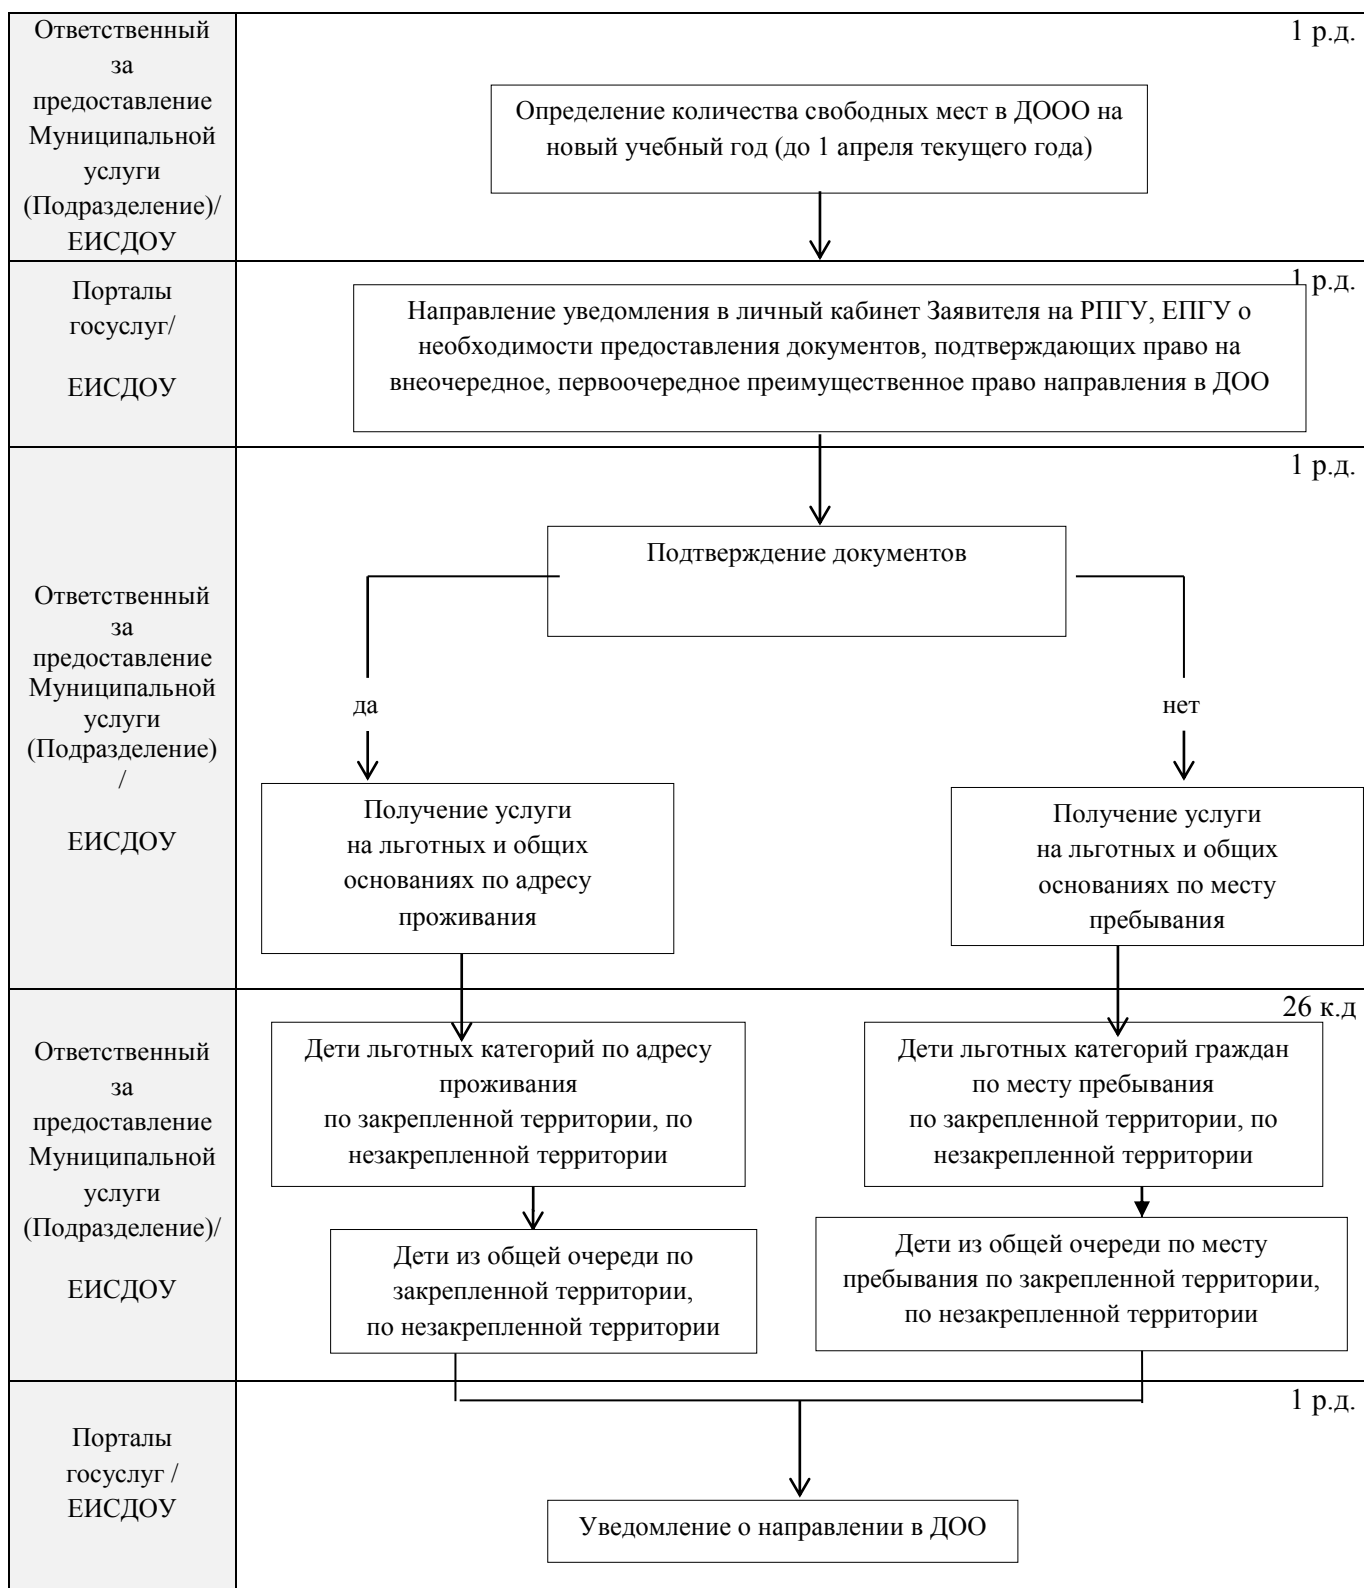 Ответственный
за
предоставление
Муниципальной
услуги
(Подразделение)/
ЕИСДОУ
1 р.д.
Определение количества свободных мест в ДООО на
новый учебный год (до 1 апреля текущего года)
Порталы
госуслуг/
ЕИСДОУ
1 р.д.
Направление уведомления в личный кабинет Заявителя на РПГУ, ЕПГУ о
необходимости предоставления документов, подтверждающих право на
внеочередное, первоочередное преимущественное право направления в ДОО
Ответственный
за
предоставление
Муниципальной
услуги
(Подразделение)
/
ЕИСДОУ
1 р.д.
Подтверждение документов
да
нет
Получение услуги
на льготных и общих
основаниях по адресу
проживания
Получение услуги
на льготных и общих
основаниях по месту
пребывания
Ответственный
за
предоставление
Муниципальной
услуги
(Подразделение)/
ЕИСДОУ
26 к.д
Дети льготных категорий по адресу
проживания
по закрепленной территории, по
незакрепленной территории
Дети льготных категорий граждан
по месту пребывания
по закрепленной территории, по
незакрепленной территории
Дети из общей очереди по
закрепленной территории,
по незакрепленной территории
Дети из общей очереди по месту
пребывания по закрепленной территории,
по незакрепленной территории
Порталы
госуслуг /
ЕИСДОУ
1 р.д.
Уведомление о направлении в ДОО